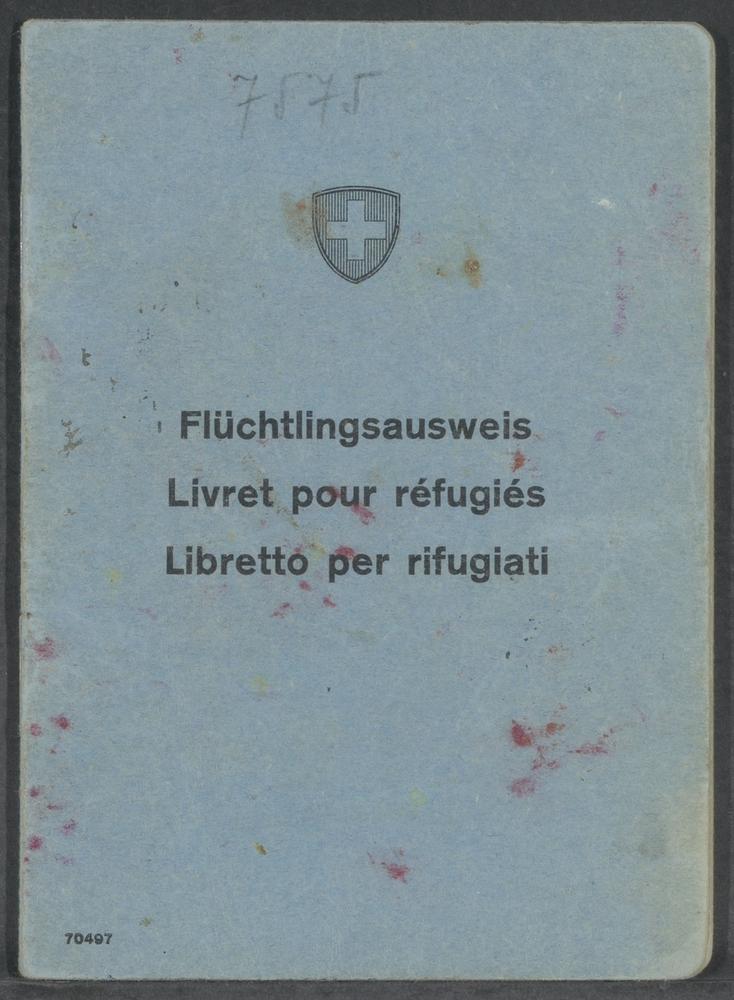 7575
Flüchtlingsausweis
Livret pour réfugiés
Libretto per rifugiati
70497